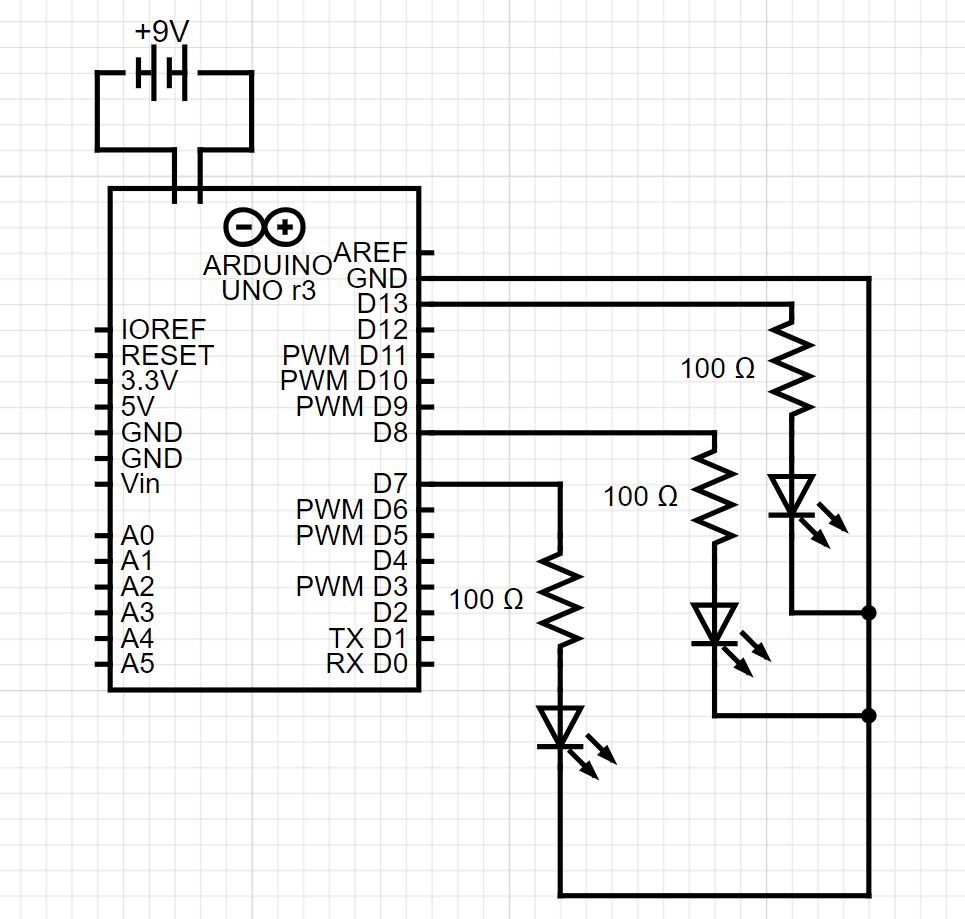 +9V
ARDUINO
UNO r3
AREF
GND
D13
D12
PWM D11
PWM D10
PWM D9
D8
D7
PWM D6
PWM D5
D4
PWM D3
D2
TX D1
RX D0
IOREF
RESET
3.3V
5V
GND
GND
Vin
A0
A1
A2
A3
A4
A5
100 Ω
100 Ω
100 Ω